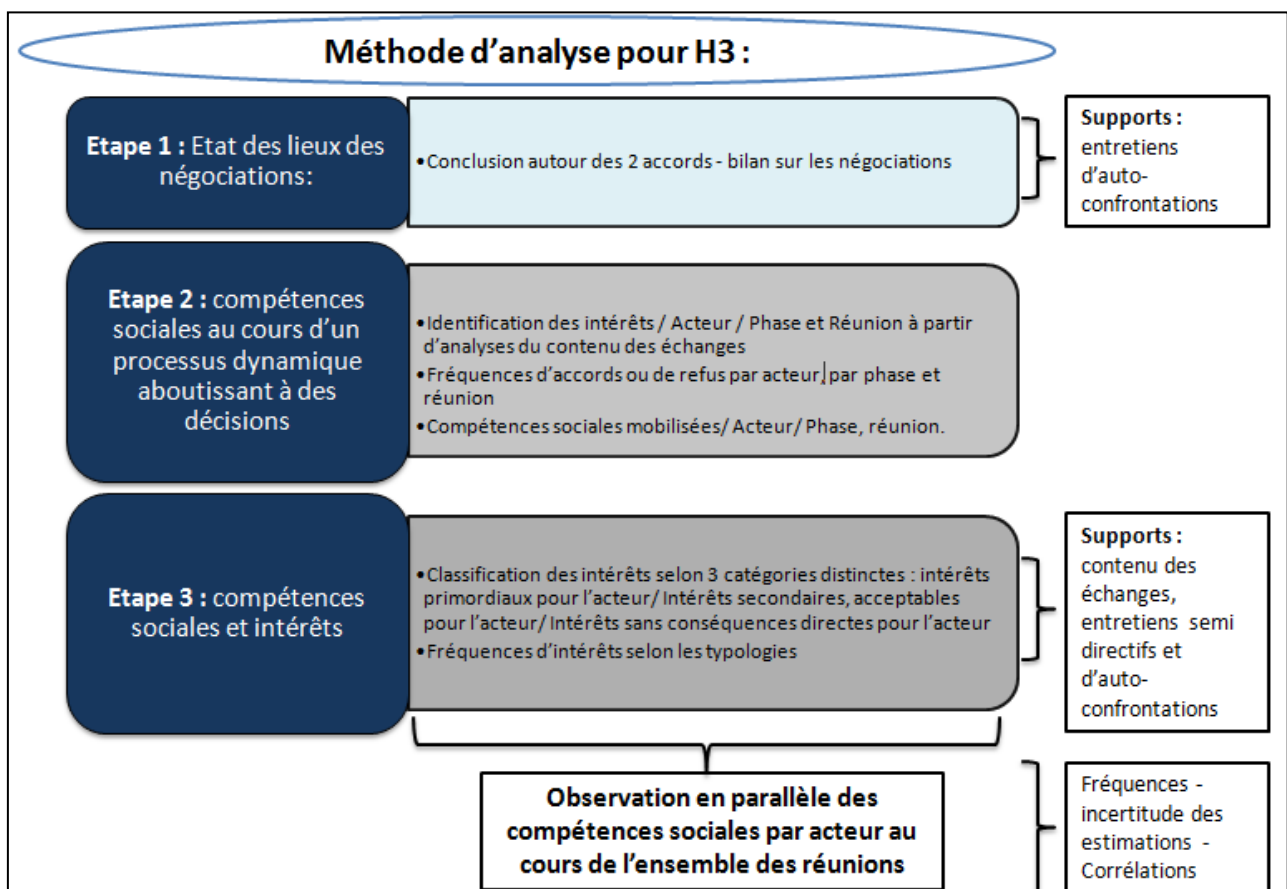 Méthode d'analyse pour H3 :
Etape 1 : Etat des lieux des
négociations:
•Conclusion autour des 2 accords - bilan sur les négociations
Supports :
entretiens
d'auto-
confrontations
Etape 2 : compétences
sociales au cours d'un
processus dynamique
aboutissant à des
décisions
•Identification des intérêts / Acteur / Phase et Réunion à partir
d'analyses du contenu des échanges
•Fréquences d'accords ou de refus par acteur, par phase et
réunion
•Compétences sociales mobilisées/ Acteur/ Phase, réunion.
Etape 3 : compétences
sociales et intérêts
•Classification des intérêts selon 3 catégories distinctes : intérêts
primordiaux pour l'acteur/ Intérêts secondaires, acceptables
pour l'acteur/ Intérêts sans conséquences directes pour l'acteur
•Fréquences d'intérêts selon les typologies
Supports :
contenu des
échanges,
entretiens semi
directifs et
d'auto-
confrontations
Observation en parallèle des
compétences sociales par acteur au
cours de l'ensemble des réunions
Fréquences -
incertitude des
estimations -
Corrélations